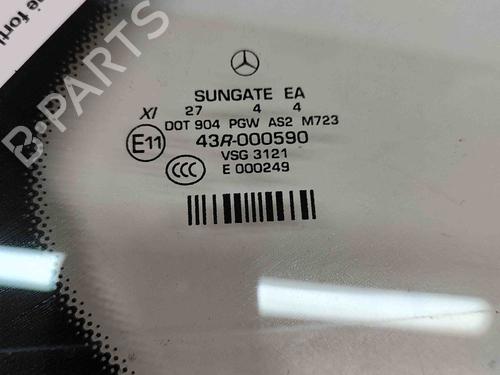 SUNGATE EA
XI 27 4 4
DOT 904 PGW AS2 M723
E11 43R-000590
VSG 3121
CCC E 000249
B-PARTS